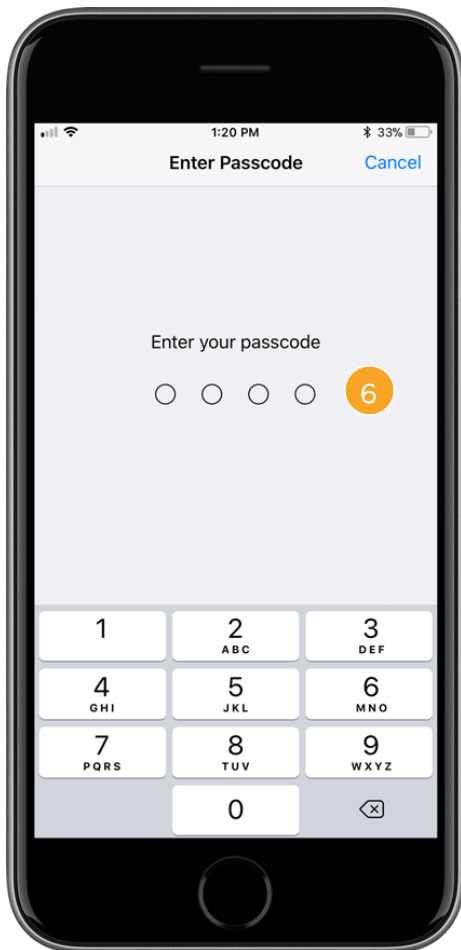 1:20 PM 33%
Enter Passcode Cancel
Enter your passcode
6
1 2 3
ABC DEF
4 5 6
GHI JKL MNO
7 8 9
PQRS TUV WXYZ
0